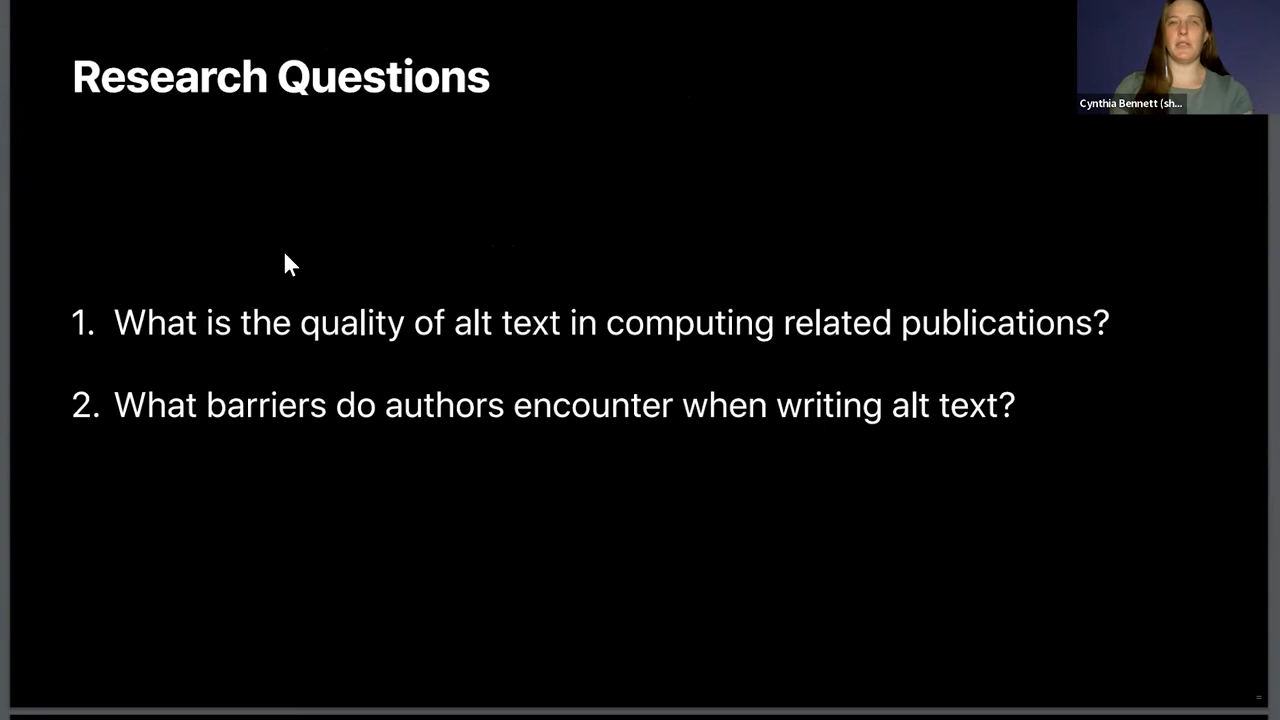 Research Questions
Cynthia Bennett (sh...
1. What is the quality of alt text in computing related publications?
2. What barriers do authors encounter when writing alt text?